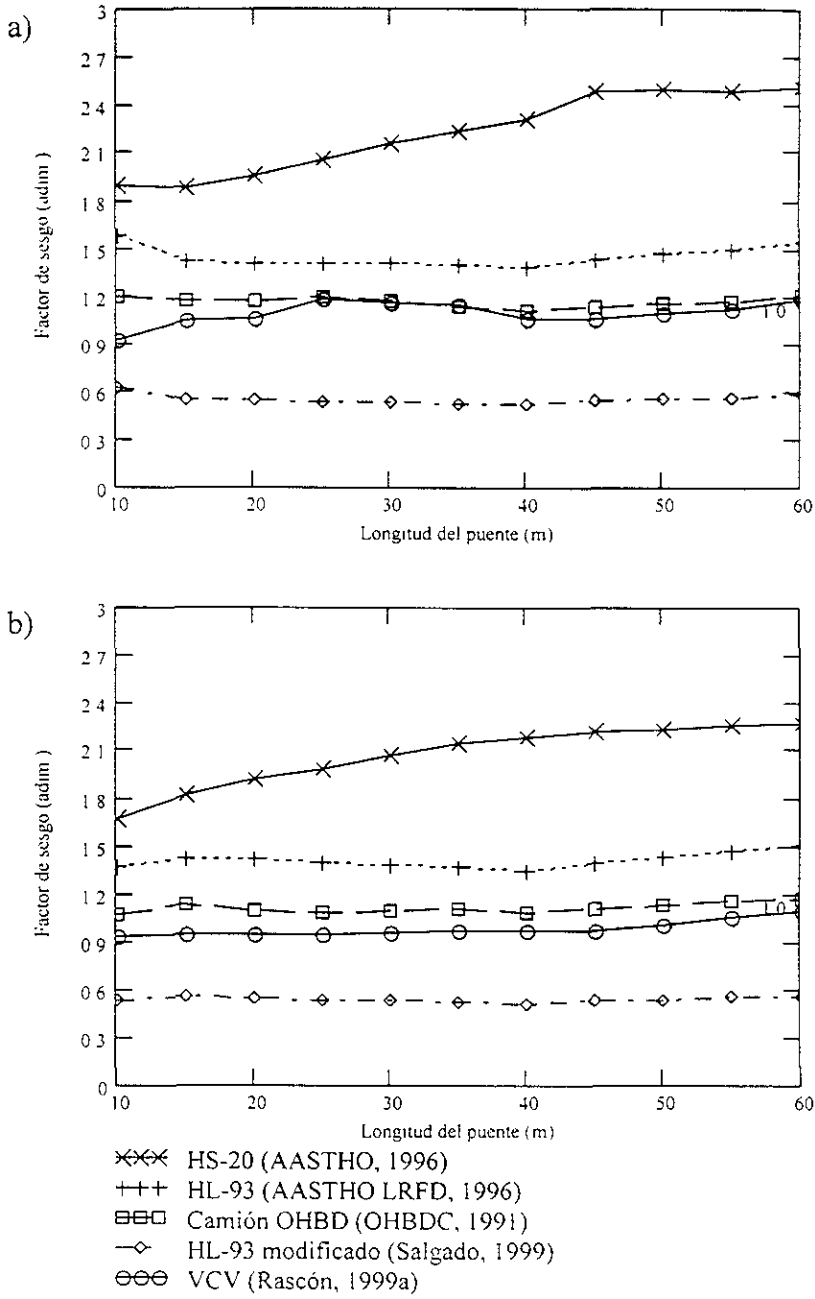 a)
3
2 7
2 4
2 1
1 8
1 5
1 2
0 9
0 6
0 3
0
Factor de sesgo (adim )
1 0
10 20 30 40 50 60
Longitud del puente (m)
b)
3
2 7
2 4
2 1
1 8
1 5
1 2
0 9
0 6
0 3
0
Factor de sesgo (adim )
1 0
10 20 30 40 50 60
Longitud del puente (m)
HS-20 (AASTHO, 1996)
HL-93 (AASTHO LRFD, 1996)
Camión OHBD (OHBDC, 1991)
HL-93 modificado (Salgado, 1999)
VCV (Rascón, 1999a)